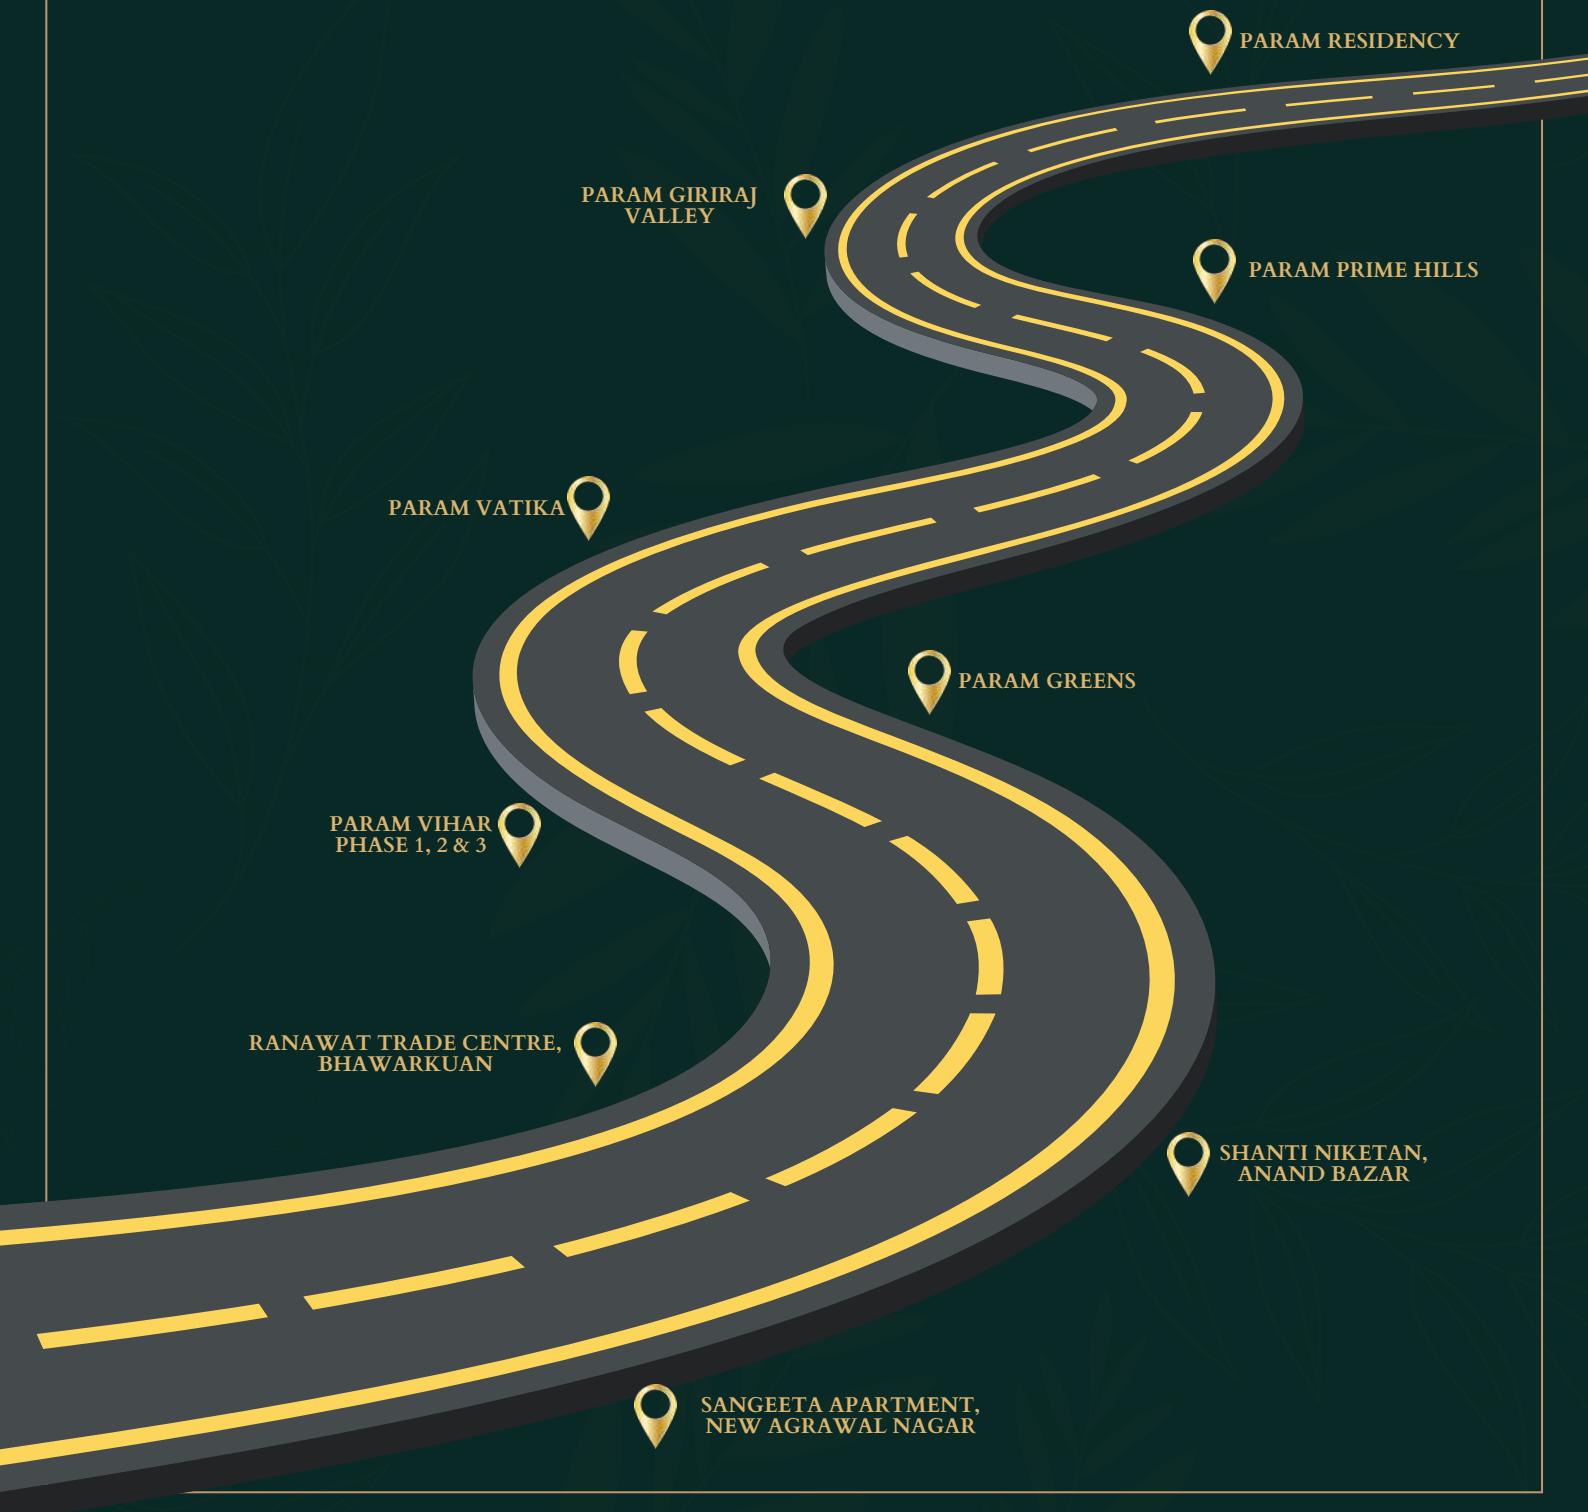 PARAM RESIDENCY
PARAM GIRIRAJ
VALLEY
PARAM PRIME HILLS
PARAM VATIKA
PARAM GREENS
PARAM VIHAR
PHASE 1, 2 & 3
RANAWAT TRADE CENTRE,
BHAWARKUAN
SHANTI NIKETAN,
ANAND BAZAR
SANGEETA APARTMENT,
NEW AGRAWAL NAGAR